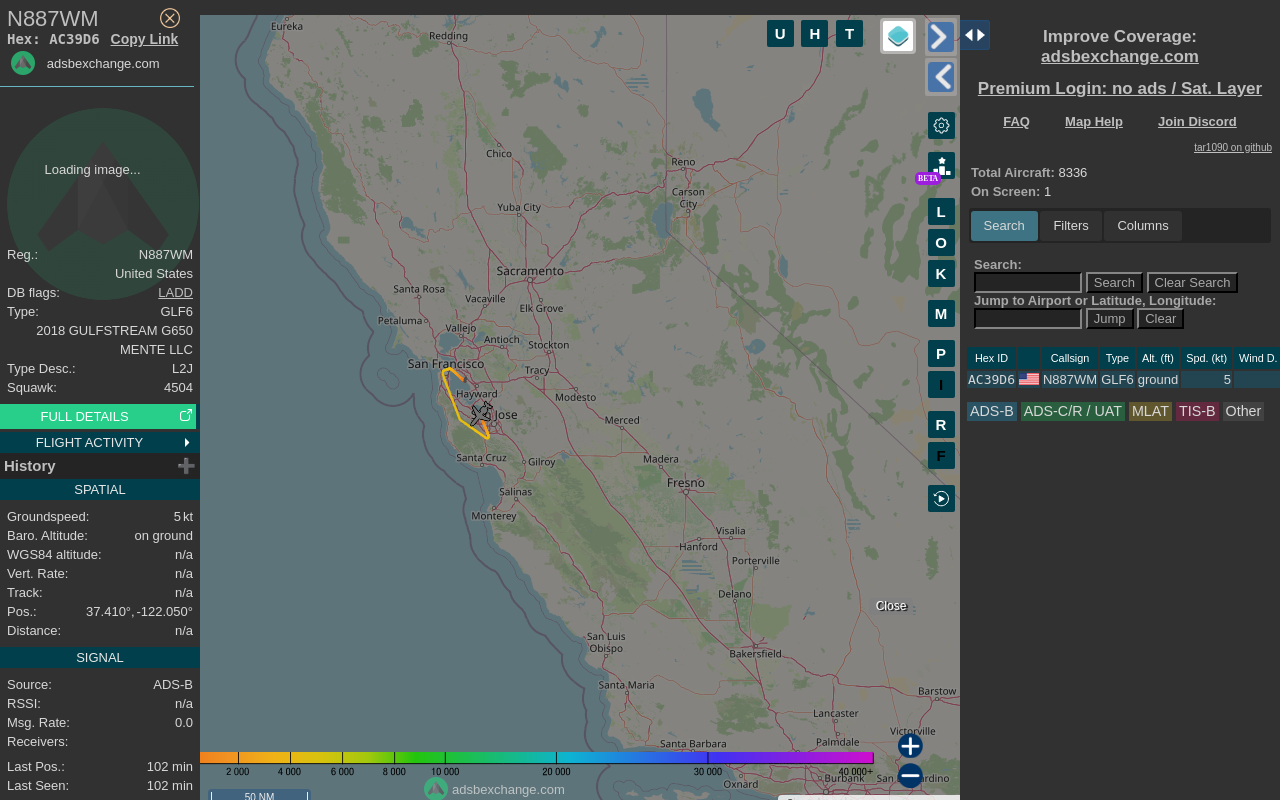 N887WM
Hex: AC39D6 Copy Link
adsbexchange.com
Loading image...
Reg.: N887WM
United States
DB flags: LADD
Type: GLF6
2018 GULFSTREAM G650
MENTE LLC
Type Desc.: L2J
Squawk: 4504
FULL DETAILS
FLIGHT ACTIVITY
History
SPATIAL
Groundspeed: 5 kt
Baro. Altitude: on ground
WGS84 altitude: n/a
Vert. Rate: n/a
Track: n/a
Pos.: 37.410°, -122.050°
Distance: n/a
SIGNAL
Source: ADS-B
RSSI: n/a
Msg. Rate: 0.0
Receivers:
Last Pos.: 102 min
Last Seen: 102 min
Eureka
Redding
Chico
Reno
Carson
City
Yuba City
Sacramento
Santa Rosa
Vacaville
Elk Grove
Petaluma
Vallejo
Antioch
Stockton
San Francisco
Tracy
Hayward
Modesto
Jose
Merced
Santa Cruz
Gilroy
Madera
Fresno
Salinas
Monterey
Visalia
Hanford
Porterville
Delano
Close
San Luis
Obispo
Bakersfield
Santa Maria
Barstow
Lancaster
Victorville
Palmdale
Santa Barbara
Oxnard
Burbank
2 000 4 000 6 000 8 000 10 000 20 000 30 000 40 000+
adsbexchange.com
50 NM
U H T
BETA
L
O
K
M
P
I
R
F
Improve Coverage:
adsbexchange.com
Premium Login: no ads / Sat. Layer
FAQ Map Help Join Discord
tar1090 on github
Total Aircraft: 8336
On Screen: 1
Search Filters Columns
Search:
Search Clear Search
Jump to Airport or Latitude, Longitude:
Jump Clear
Hex ID Callsign Type Alt. (ft) Spd. (kt) Wind D.
AC39D6 N887WM GLF6 ground 5
ADS-B ADS-C/R / UAT MLAT TIS-B Other